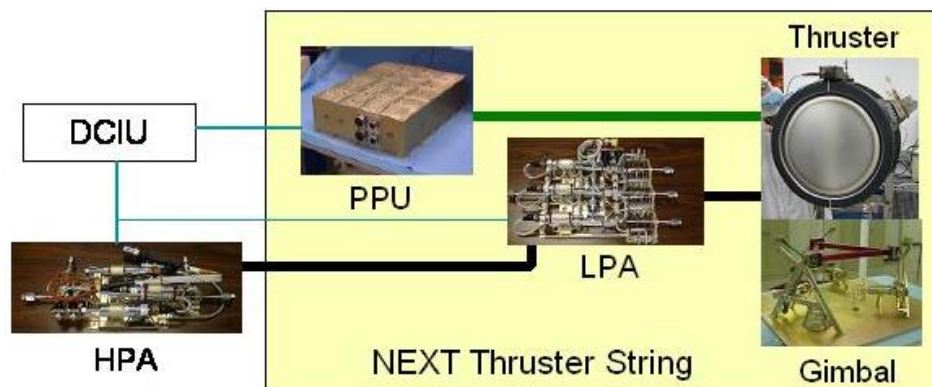 Thruster
DCIU
PPU
LPA
HPA
NEXT Thruster String
Gimbal